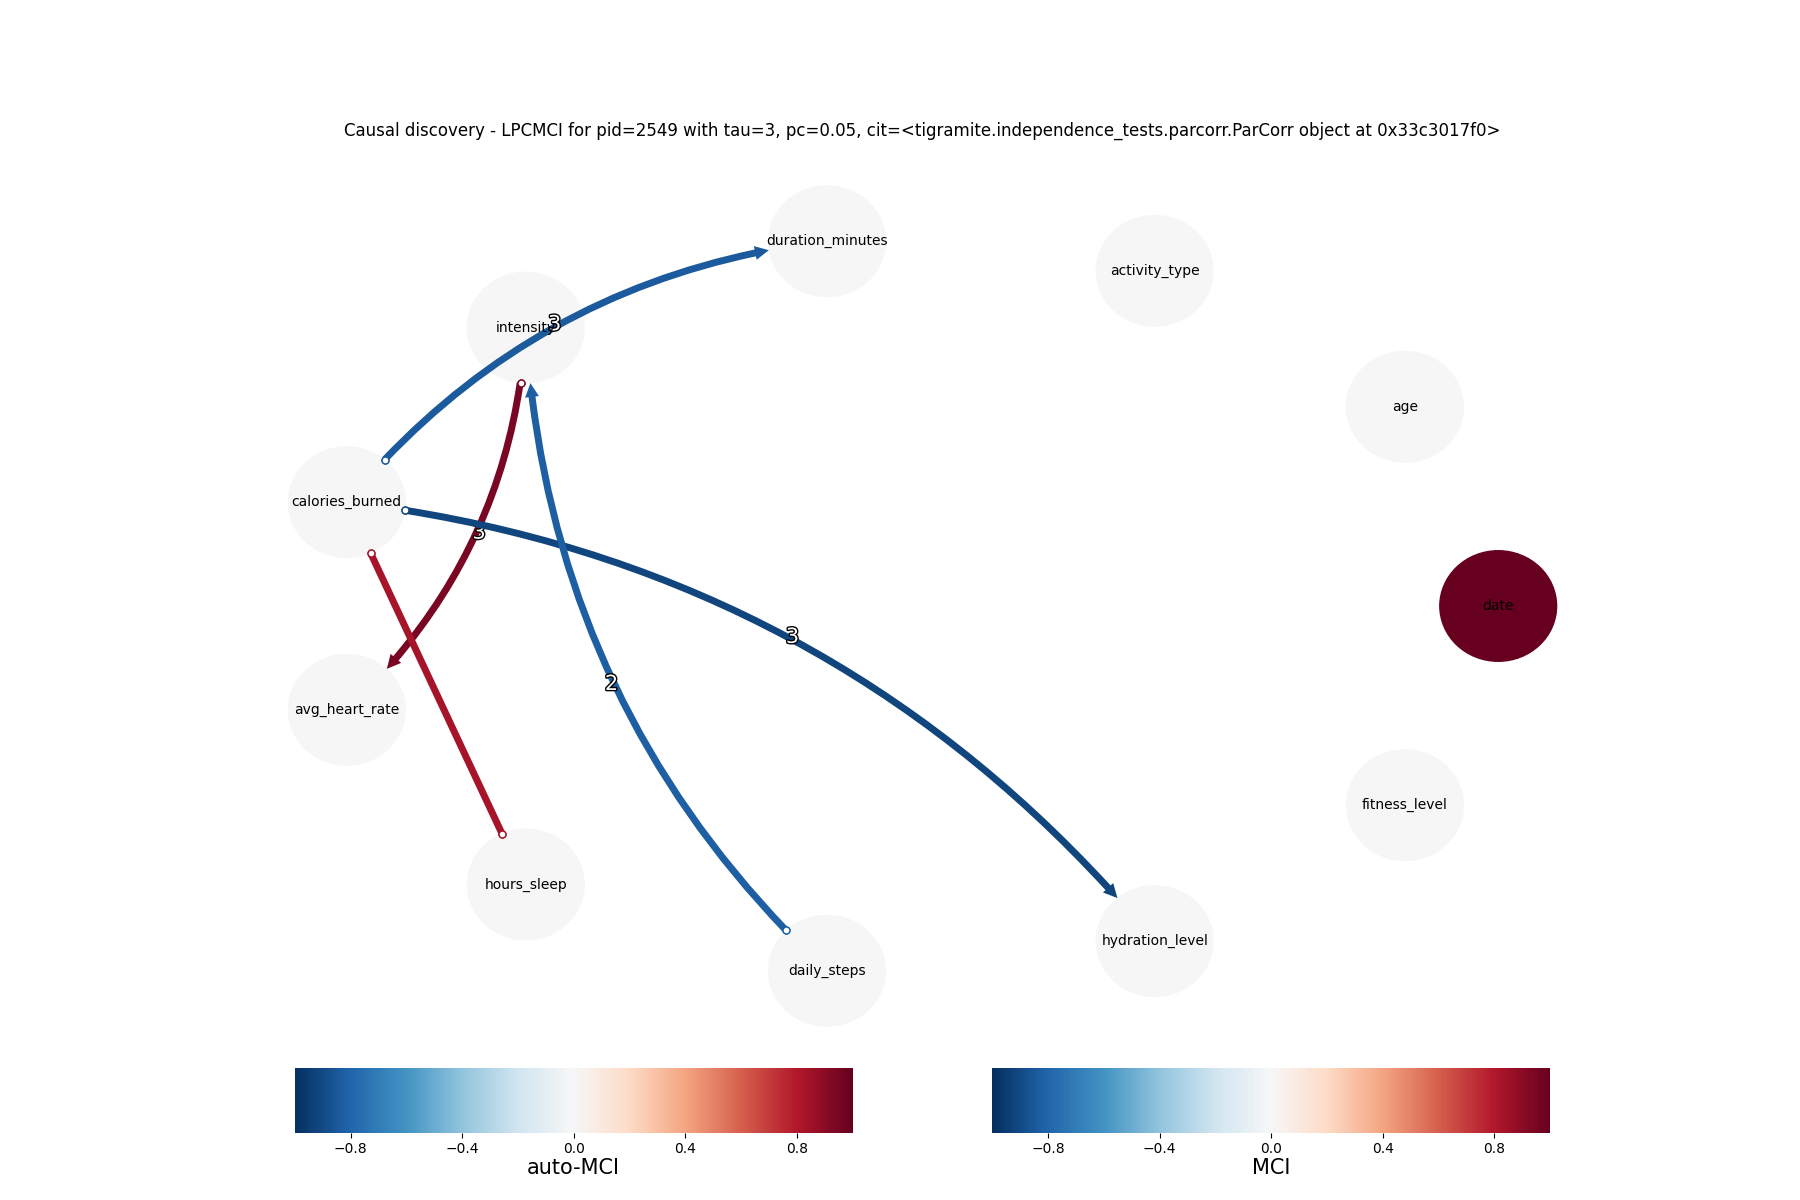 Causal discovery - LPCMCI for pid=2549 with tau=3, pc=0.05, cit=<tigramite.independence_tests.parcorr.ParCorr object at 0x33c3017f0>
duration_minutes
activity_type
intensity
3
age
calories_burned
3
date
3
2
avg_heart_rate
fitness_level
hours_sleep
hydration_level
daily_steps
−0.8 −0.4 0.0 0.4 0.8
auto-MCI
−0.8 −0.4 0.0 0.4 0.8
MCI